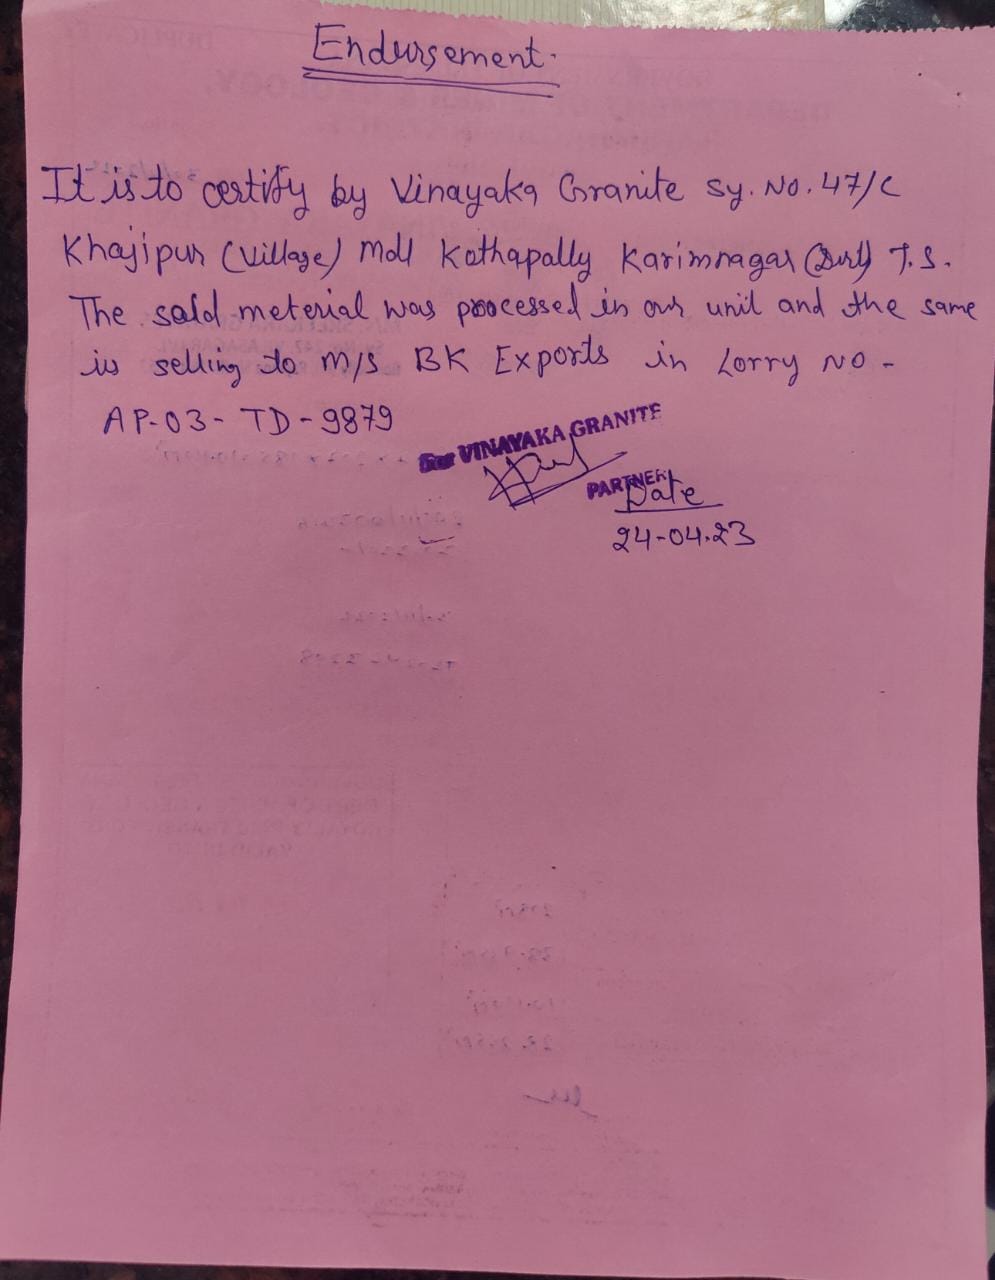 Endursement.
It is to certify by Vinayaka Granite Sy. No. 47/C
Khajipur (Village) Mdl Kothapally Karimnagar (Dist) T.S.
The sald meterial was processed in our unit and the same
is selling to M/S BK Exports in Lorry NO -
AP-03- TD-9879
For VINAYAKA GRANITE
PARTNER
Date
24-04.23